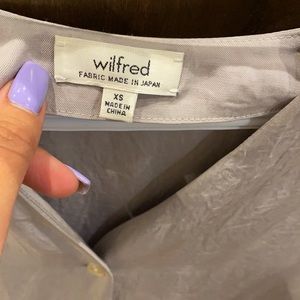 wilfred
FABRIC MADE IN JAPAN
XS
MADE IN
CHINA